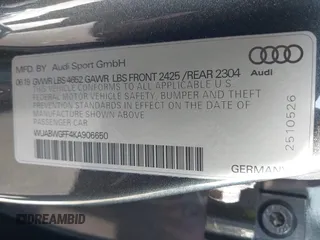 MFD. BY Audi Sport GmbH
06.19 GVWR LBS 4652 GAWR LBS FRONT 2425 /REAR 2304
Audi
THIS VEHICLE CONFORMS TO ALL APPLICABLE
FEDERAL MOTOR VEHICLE SAFETY, BUMPER AND THEFT
PREVENTION STANDARDS IN EFFECT ON THE DATE OF
MANUFACTURE SHOWN ABOVE
PASSENGER CAR
WUABWGFF4KA906650
2510526
GERMAN
DREAMBID